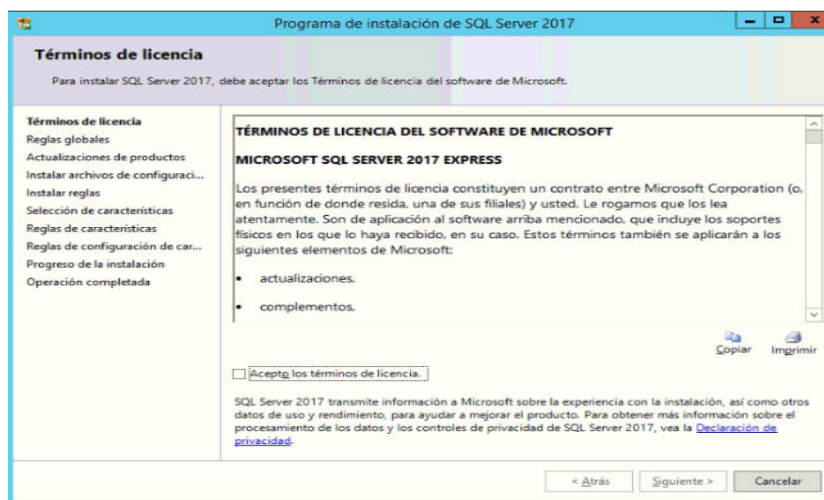 Programa de instalación de SQL Server 2017
Términos de licencia
Para instalar SQL Server 2017, debe aceptar los Términos de licencia del software de Microsoft.
Términos de licencia
Reglas globales
Actualizaciones de productos
Instalar archivos de configuraci...
Instalar reglas
Selección de características
Reglas de características
Reglas de configuración de car...
Progreso de la instalación
Operación completada
TÉRMINOS DE LICENCIA DEL SOFTWARE DE MICROSOFT
MICROSOFT SQL SERVER 2017 EXPRESS
Los presentes términos de licencia constituyen un contrato entre Microsoft Corporation (o,
en función de donde resida, una de sus filiales) y usted. Le rogamos que los lea
atentamente. Son de aplicación al software arriba mencionado, que incluye los soportes
físicos en los que lo haya recibido, en su caso. Estos términos también se aplicarán a los
siguientes elementos de Microsoft:
• actualizaciones,
• complementos,
Copiar Imprimir
Acepto los términos de licencia.
SQL Server 2017 transmite información a Microsoft sobre la experiencia con la instalación, así como otros
datos de uso y rendimiento, para ayudar a mejorar el producto. Para obtener más información sobre el
procesamiento de los datos y los controles de privacidad de SQL Server 2017, vea la Declaración de
privacidad.
< Atrás Siguiente > Cancelar